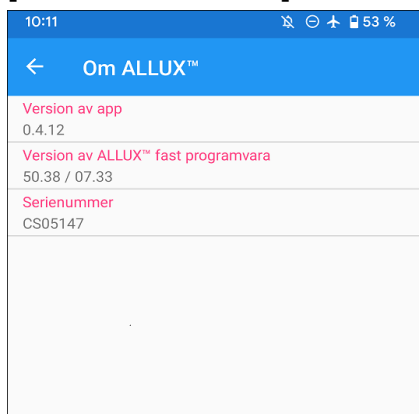 10:11 53 %
Om ALLUX™
Version av app
0.4.12
Version av ALLUX™ fast programvara
50.38 / 07.33
Serienummer
CS05147